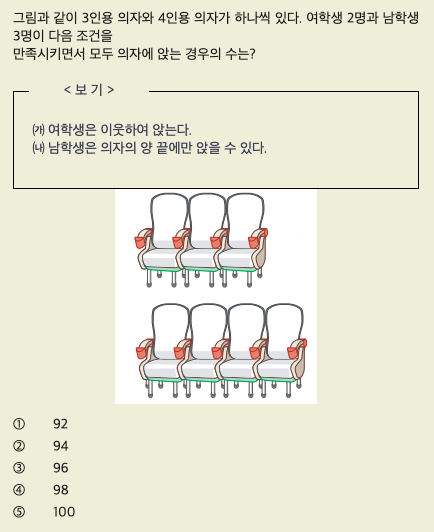 그림과 같이 3인용 의자와 4인용 의자가 하나씩 있다. 여학생 2명과 남학생
3명이 다음 조건을
만족시키면서 모두 의자에 앉는 경우의 수는?
< 보 기 >
㈎ 여학생은 이웃하여 앉는다.
㈏ 남학생은 의자의 양 끝에만 앉을 수 있다.
① 92
② 94
③ 96
④ 98
⑤ 100